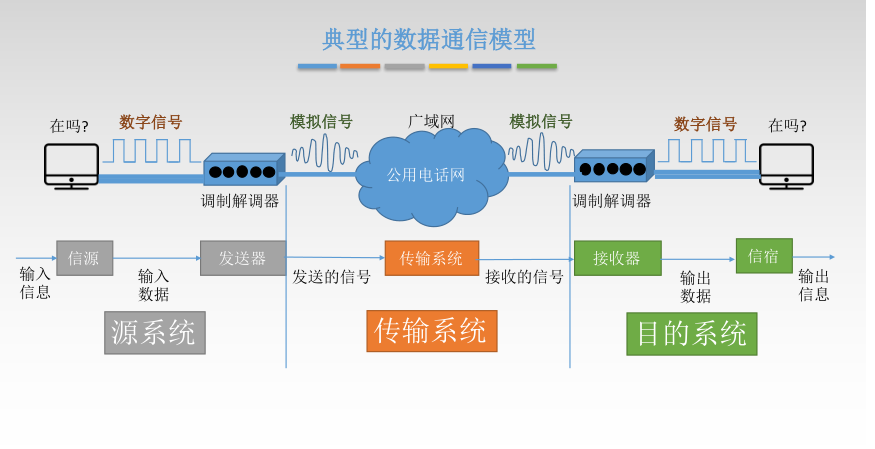 典型的数据通信模型
在吗?
数字信号
模拟信号
广域网
模拟信号
数字信号
在吗?
公用电话网
调制解调器
调制解调器
信源
发送器
传输系统
接收器
信宿
输入
信息
输入
数据
发送的信号
接收的信号
输出
数据
输出
信息
源系统
传输系统
目的系统